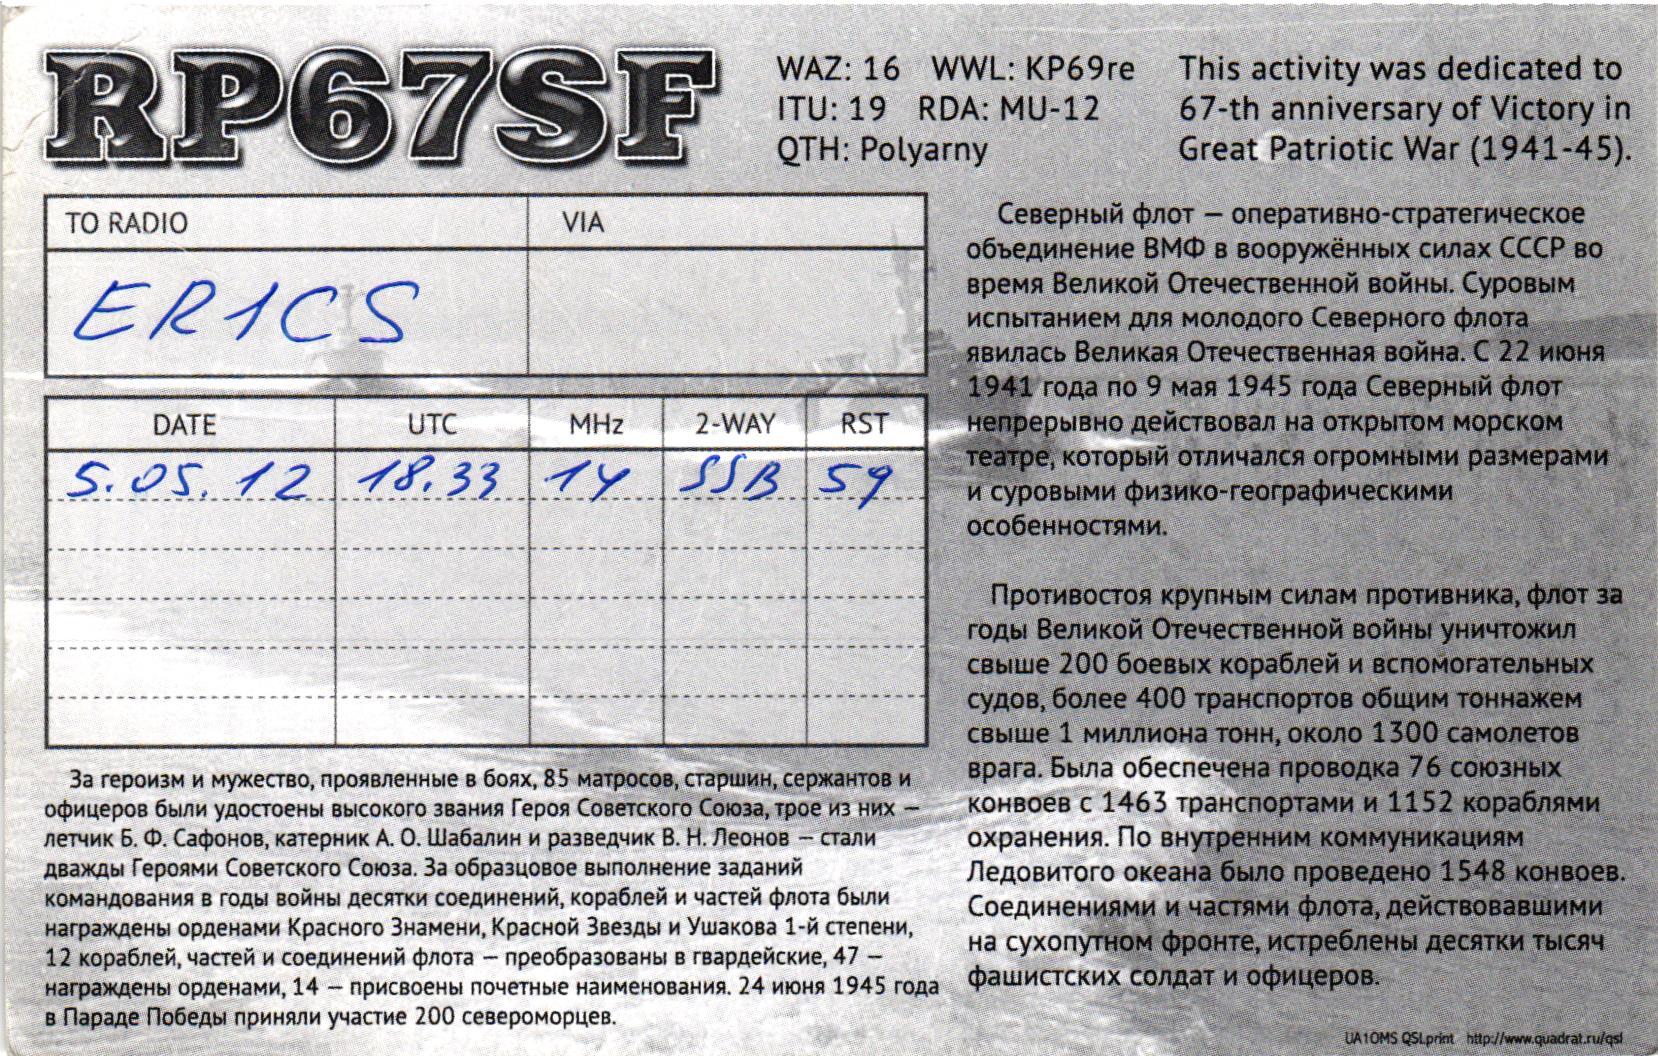 RP67SF
WAZ: 16 WWL: KP69re
ITU: 19 RDA: MU-12
QTH: Polyarny
This activity was dedicated to
67-th anniversary of Victory in
Great Patriotic War (1941-45).
TO RADIO VIA
ER1CS
DATE UTC MHz 2-WAY RST
5.05.12 18.33 14 SSB 59
За героизм и мужество, проявленные в боях, 85 матросов, старшин, сержантов и
офицеров были удостоены высокого звания Героя Советского Союза, трое из них –
летчик Б. Ф. Сафонов, катерник А. О. Шабалин и разведчик В. Н. Леонов – стали
дважды Героями Советского Союза. За образцовое выполнение заданий
командования в годы войны десятки соединений, кораблей и частей флота были
награждены орденами Красного Знамени, Красной Звезды и Ушакова 1-й степени,
12 кораблей, частей и соединений флота – преобразованы в гвардейские, 47 –
награждены орденами, 14 – присвоены почетные наименования. 24 июня 1945 года
в Параде Победы приняли участие 200 североморцев.
Северный флот – оперативно-стратегическое
объединение ВМФ в вооружённых силах СССР во
время Великой Отечественной войны. Суровым
испытанием для молодого Северного флота
явилась Великая Отечественная война. С 22 июня
1941 года по 9 мая 1945 года Северный флот
непрерывно действовал на открытом морском
театре, который отличался огромными размерами
и суровыми физико-географическими
особенностями.
Противостоя крупным силам противника, флот за
годы Великой Отечественной войны уничтожил
свыше 200 боевых кораблей и вспомогательных
судов, более 400 транспортов общим тоннажем
свыше 1 миллиона тонн, около 1300 самолетов
врага. Была обеспечена проводка 76 союзных
конвоев с 1463 транспортами и 1152 кораблями
охранения. По внутренним коммуникациям
Ледовитого океана было проведено 1548 конвоев.
Соединениями и частями флота, действовавшими
на сухопутном фронте, истреблены десятки тысяч
фашистских солдат и офицеров.
UA1OMS QSLprint http://www.quadrat.ru/qsl